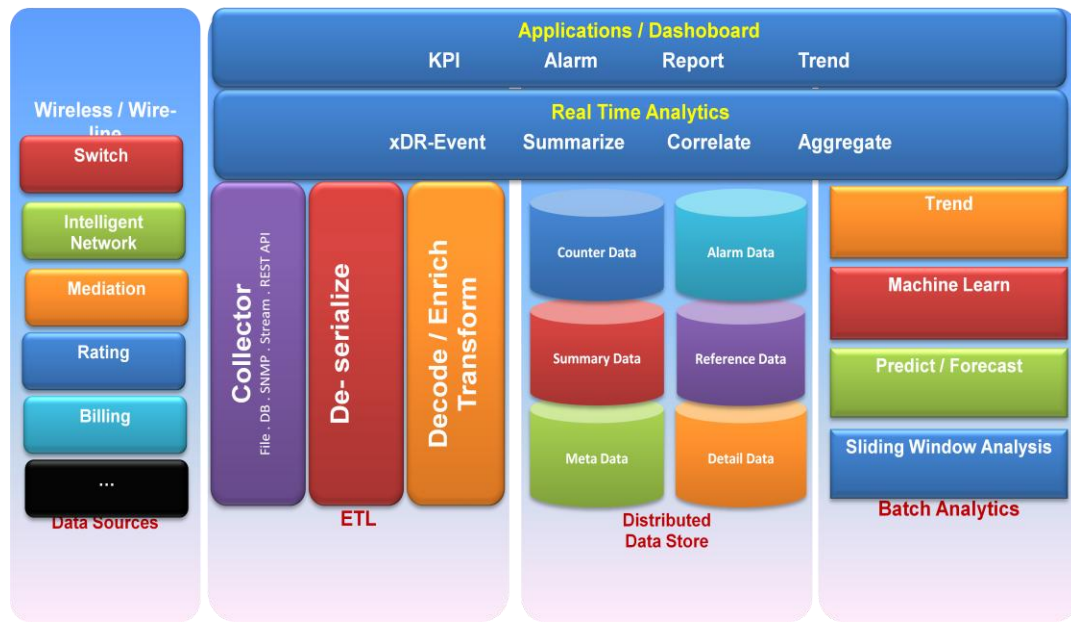 Applications / Dashoboard
KPI Alarm Report Trend
Real Time Analytics
xDR-Event Summarize Correlate Aggregate
Wireless / Wire-
line
Switch
Intelligent
Network
Mediation
Rating
Billing
...
Data Sources
Collector
File . DB . SNMP . Stream . REST API
De- serialize
Decode / Enrich
Transform
ETL
Counter Data
Alarm Data
Summary Data
Reference Data
Meta Data
Detail Data
Distributed
Data Store
Trend
Machine Learn
Predict / Forecast
Sliding Window Analysis
Batch Analytics